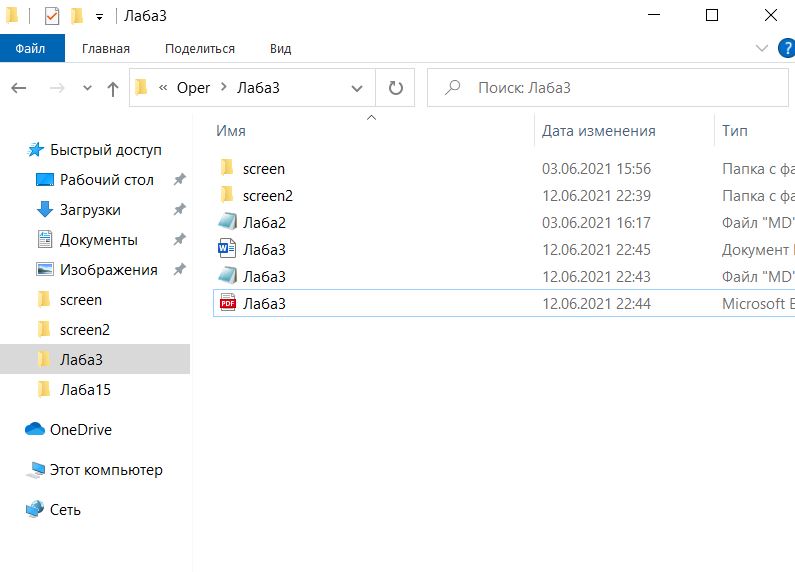 Лаба3
Файл Главная Поделиться Вид ?
« Oper > Лаба3 Поиск: Лаба3
Имя Дата изменения Тип
Быстрый доступ
Рабочий стол
Загрузки
Документы
Изображения
screen
screen2
Лаба3
Лаба15
OneDrive
Этот компьютер
Сеть
screen 03.06.2021 15:56 Папка с фа
screen2 12.06.2021 22:39 Папка с фа
Лаба2 03.06.2021 16:17 Файл "MD"
Лаба3 12.06.2021 22:45 Документ
Лаба3 12.06.2021 22:43 Файл "MD"
PDF Лаба3 12.06.2021 22:44 Microsoft E